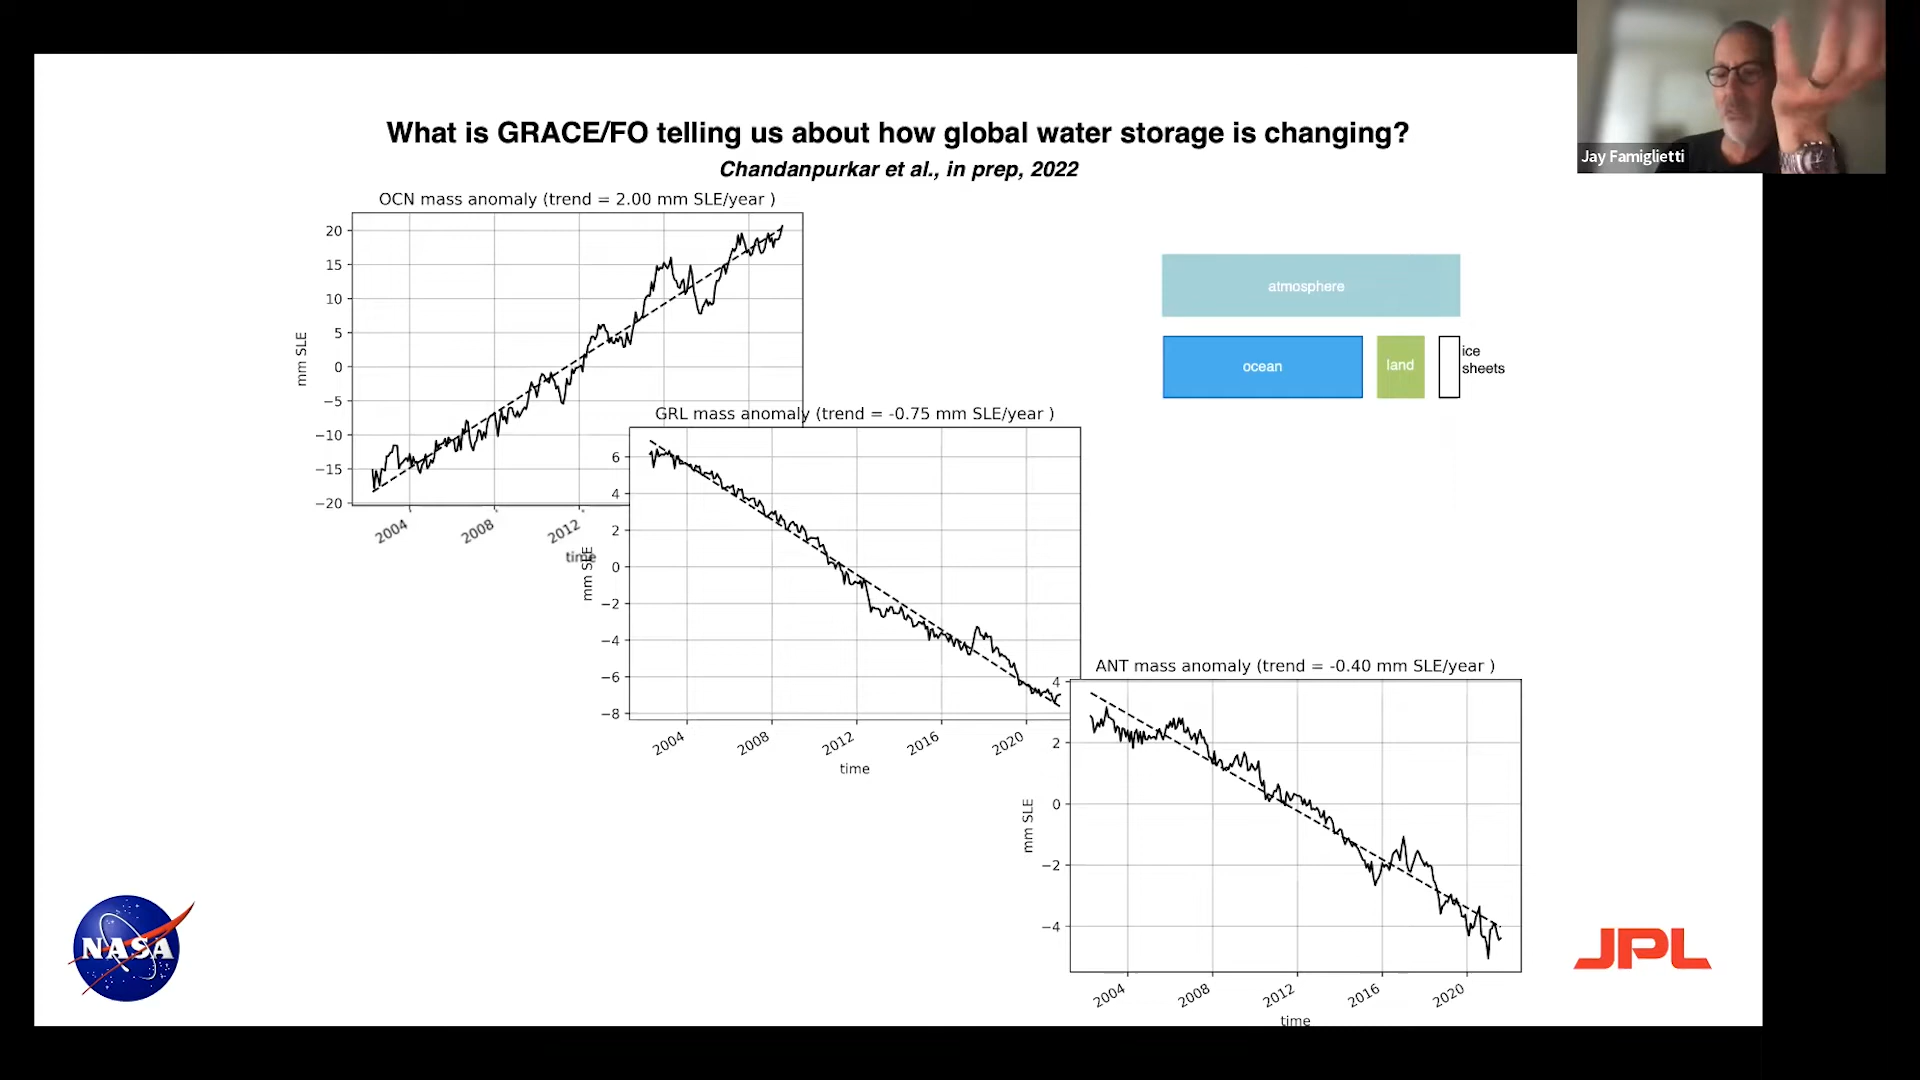 Jay Famiglietti
What is GRACE/FO telling us about how global water storage is changing?
Chandanpurkar et al., in prep, 2022
OCN mass anomaly (trend = 2.00 mm SLE/year )
20
15
10
5
0
−5
−10
−15
−20
mm SLE
2004
2008
2012
time
atmosphere
ocean
land
ice
sheets
GRL mass anomaly (trend = -0.75 mm SLE/year )
6
4
2
0
−2
−4
−6
−8
mm SLE
2004
2008
2012
2016
2020
time
ANT mass anomaly (trend = -0.40 mm SLE/year )
4
2
0
−2
−4
mm SLE
2004
2008
2012
2016
2020
time
NASA
JPL